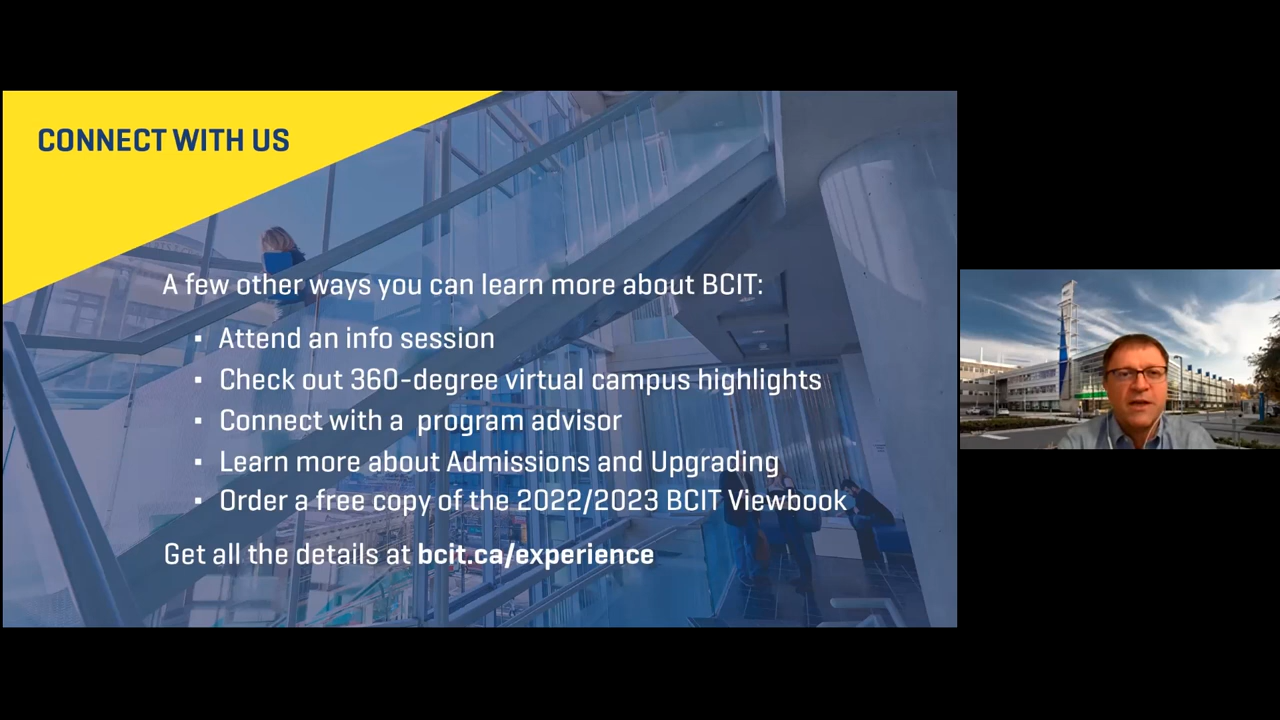 CONNECT WITH US
A few other ways you can learn more about BCIT:
▪ Attend an info session
▪ Check out 360-degree virtual campus highlights
▪ Connect with a  program advisor
▪ Learn more about Admissions and Upgrading
▪ Order a free copy of the 2022/2023 BCIT Viewbook
Get all the details at bcit.ca/experience